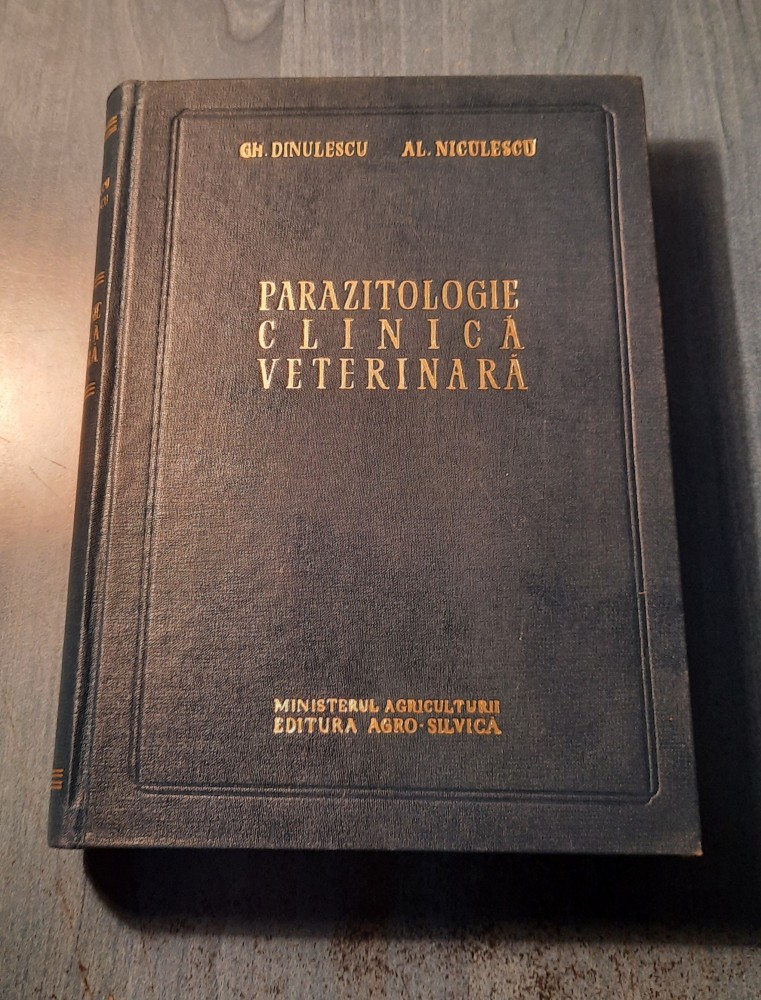 GH. DINULESCU AL. NICULESCU
PARAZITOLOGIE
CLINICĂ
VETERINARĂ
MINISTERUL AGRICULTURII
EDITURA AGRO-SILVICĂ